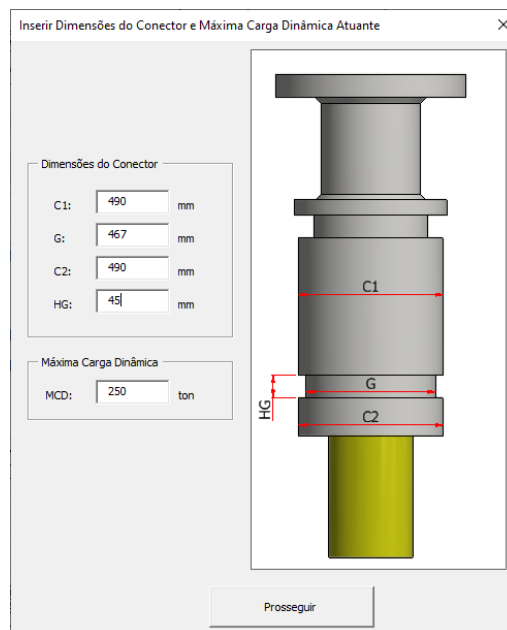 Inserir Dimensões do Conector e Máxima Carga Dinâmica Atuante
Dimensões do Conector
C1: 490 mm
G: 467 mm
C2: 490 mm
HG: 45 mm
Máxima Carga Dinâmica
MCD: 250 ton
C1
G
HG
C2
Prosseguir